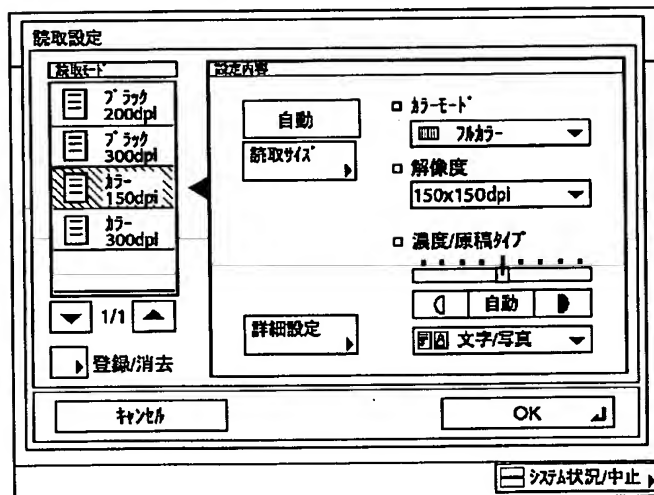 読取設定
読取ﾓｰﾄﾞ
ﾌﾞﾗｯｸ
200dpI
ﾌﾞﾗｯｸ
300dpI
ｶﾗｰ
150dpi
ｶﾗｰ
300dpI
1/1
登録/消去
設定内容
自動
読取ｻｲｽﾞ
詳細設定
ｶﾗｰﾓｰﾄﾞ
ﾌﾙｶﾗｰ
解像度
150x150dpi
濃度/原稿ﾀｲﾌﾟ
自動
文字/写真
ｷｬﾝｾﾙ
OK
ｼｽﾃﾑ状況/中止